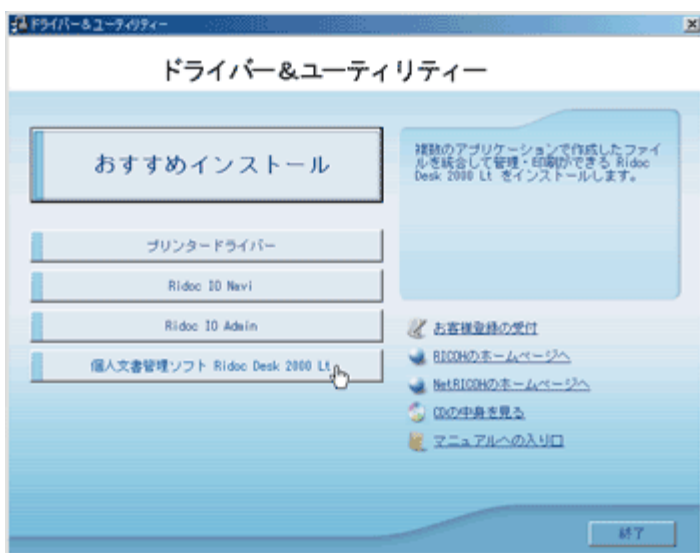 ドライバー&ユーティリティー
ドライバー&ユーティリティー
おすすめインストール
複数のアプリケーションで作成したファイ
ルを統合して管理・印刷ができる Ridoc
Desk 2000 Lt をインストールします。
プリンタードライバー
Ridoc IO Navi
Ridoc IO Admin
個人文書管理ソフト Ridoc Desk 2000 Lt
お客様登録の受付
RICOHのホームページへ
NetRICOHのホームページへ
CDの中身を見る
マニュアルへの入り口
終了